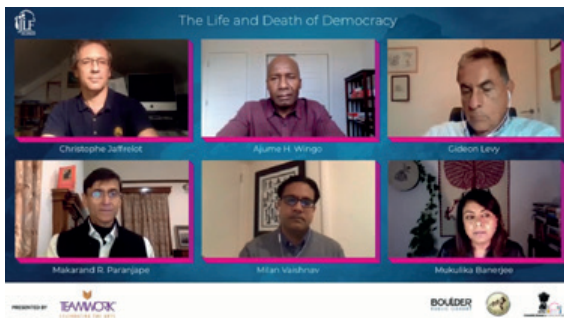 The Life and Death of Democracy
Christophe Jaffrelot
Ajume H. Wingo
Gideon Levy
Makarand R. Paranjape
Milan Vaishnav
Mukulika Banerjee
PRESENTED BY
TEAMWORK
CELEBRATING THE ARTS
BOULDER
PUBLIC LIBRARY